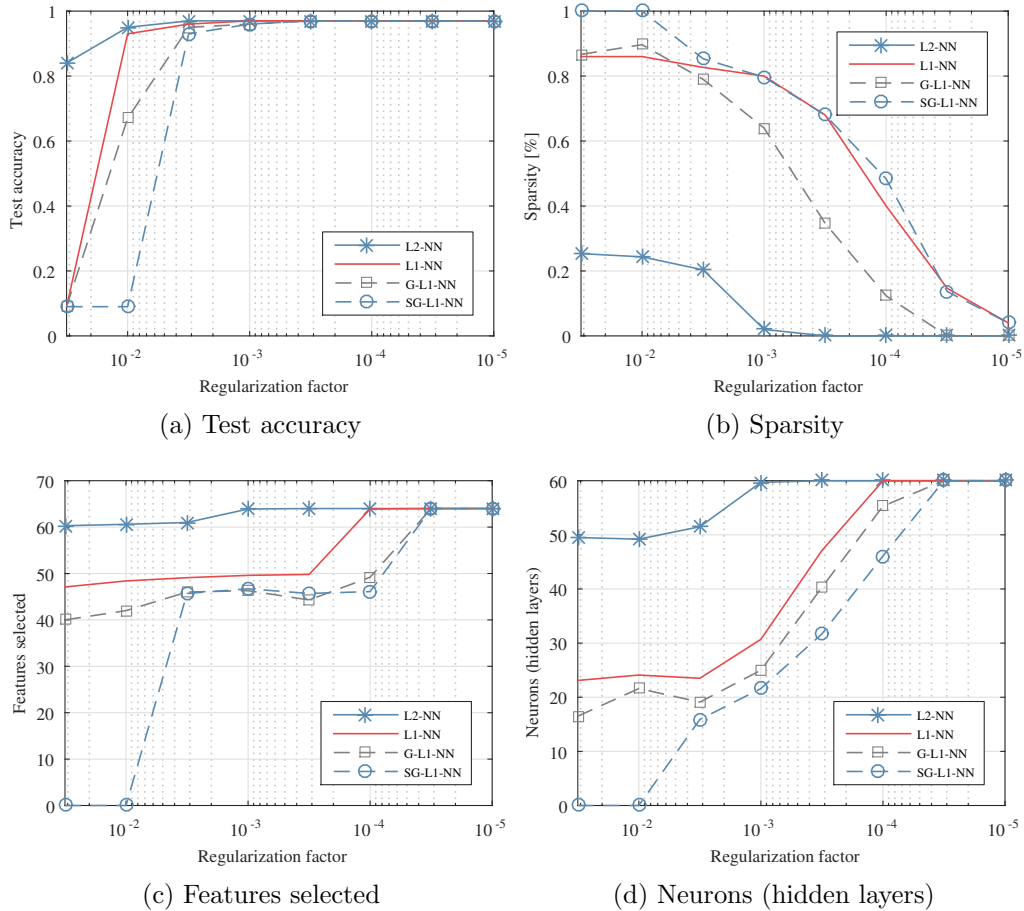 1
0.8
0.6
0.4
0.2
0
Test accuracy
10^-2 10^-3 10^-4 10^-5
Regularization factor
L2-NN
L1-NN
G-L1-NN
SG-L1-NN
(a) Test accuracy
1
0.8
0.6
0.4
0.2
0
Sparsity [%]
10^-2 10^-3 10^-4 10^-5
Regularization factor
L2-NN
L1-NN
G-L1-NN
SG-L1-NN
(b) Sparsity
70
60
50
40
30
20
10
0
Features selected
10^-2 10^-3 10^-4 10^-5
Regularization factor
L2-NN
L1-NN
G-L1-NN
SG-L1-NN
(c) Features selected
60
50
40
30
20
10
0
Neurons (hidden layers)
10^-2 10^-3 10^-4 10^-5
Regularization factor
L2-NN
L1-NN
G-L1-NN
SG-L1-NN
(d) Neurons (hidden layers)